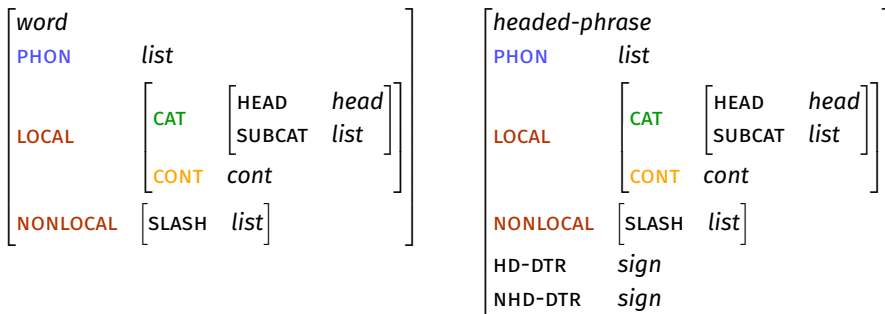 word
PHON list
LOCAL CAT HEAD head
SUBCAT list
CONT cont
NONLOCAL SLASH list
headed-phrase
PHON list
LOCAL CAT HEAD head
SUBCAT list
CONT cont
NONLOCAL SLASH list
HD-DTR sign
NHD-DTR sign